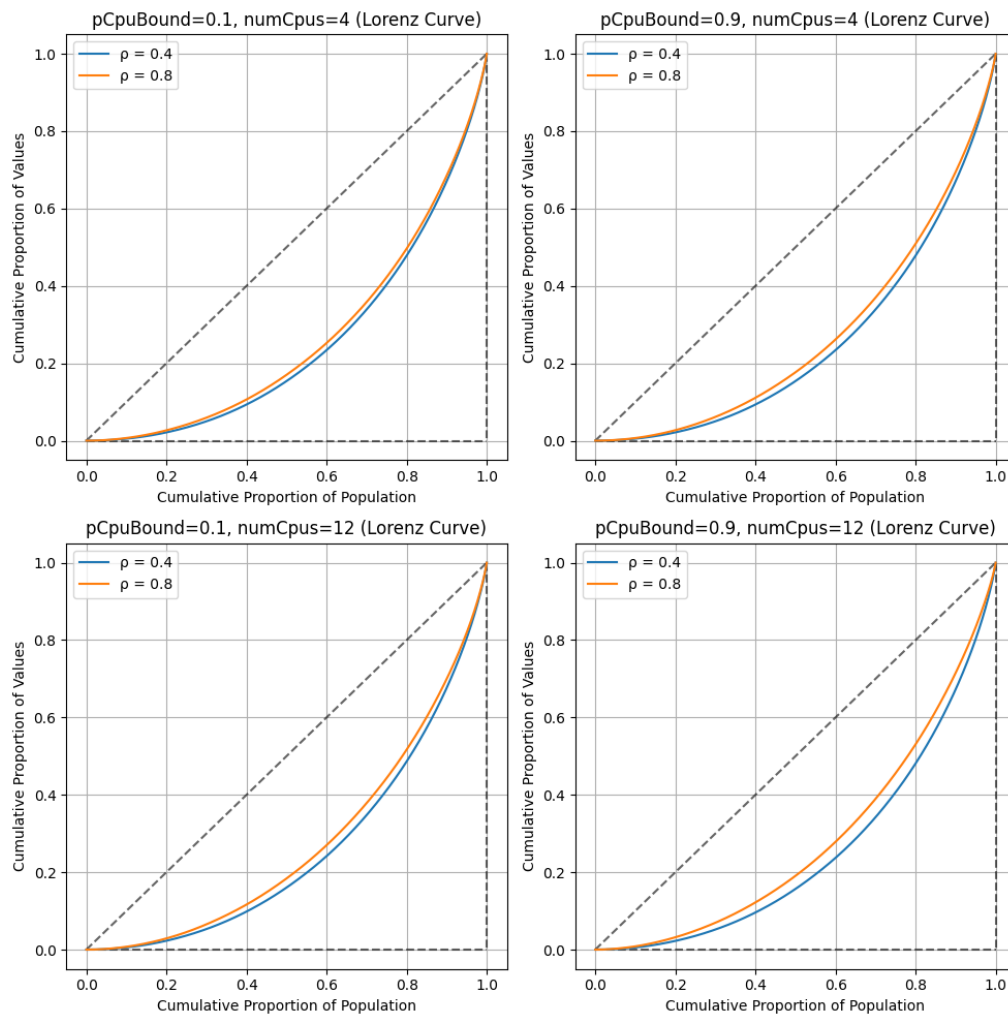 pCpuBound=0.1, numCpus=4 (Lorenz Curve)
1.0
0.8
0.6
0.4
0.2
0.0
Cumulative Proportion of Values
ρ = 0.4
ρ = 0.8
0.0 0.2 0.4 0.6 0.8 1.0
Cumulative Proportion of Population
pCpuBound=0.9, numCpus=4 (Lorenz Curve)
1.0
0.8
0.6
0.4
0.2
0.0
Cumulative Proportion of Values
ρ = 0.4
ρ = 0.8
0.0 0.2 0.4 0.6 0.8 1.0
Cumulative Proportion of Population
pCpuBound=0.1, numCpus=12 (Lorenz Curve)
1.0
0.8
0.6
0.4
0.2
0.0
Cumulative Proportion of Values
ρ = 0.4
ρ = 0.8
0.0 0.2 0.4 0.6 0.8 1.0
Cumulative Proportion of Population
pCpuBound=0.9, numCpus=12 (Lorenz Curve)
1.0
0.8
0.6
0.4
0.2
0.0
Cumulative Proportion of Values
ρ = 0.4
ρ = 0.8
0.0 0.2 0.4 0.6 0.8 1.0
Cumulative Proportion of Population